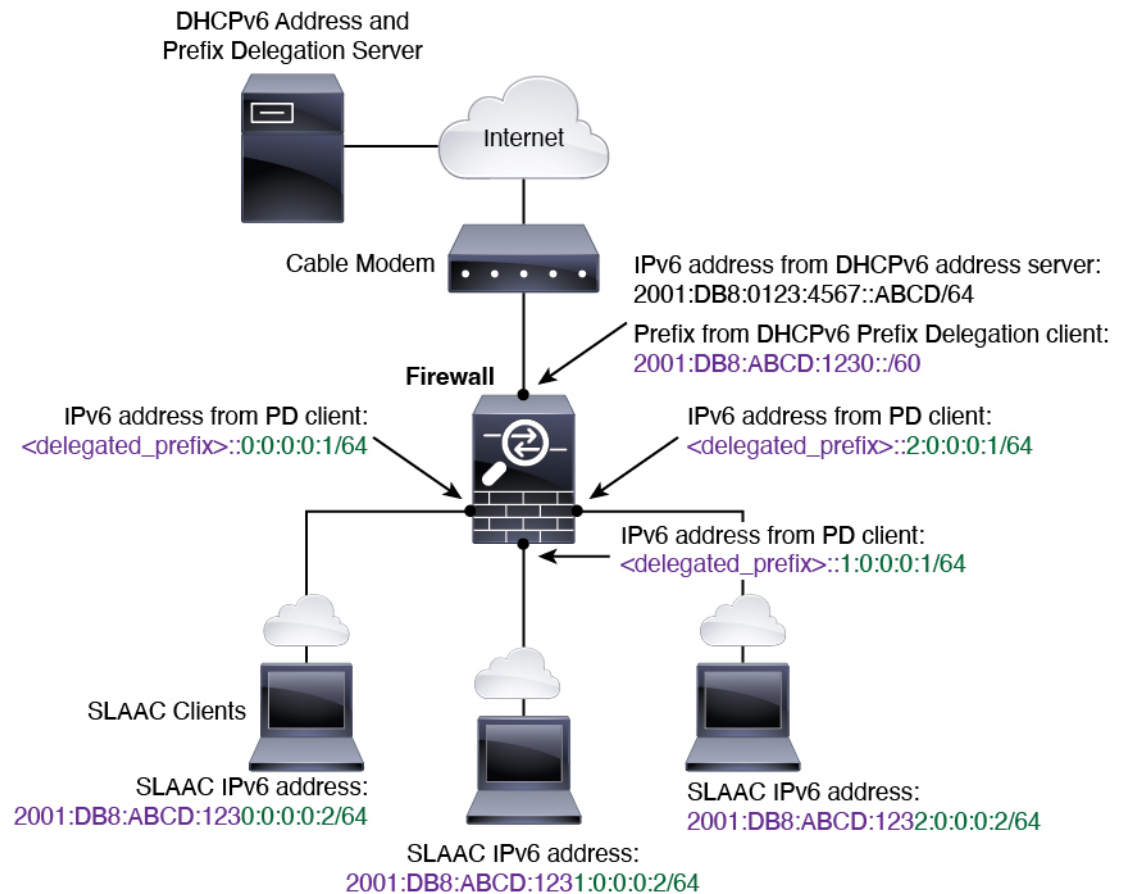 DHCPv6 Address and
Prefix Delegation Server
Internet
Cable Modem
IPv6 address from DHCPv6 address server:
2001:DB8:0123:4567::ABCD/64
Prefix from DHCPv6 Prefix Delegation client:
2001:DB8:ABCD:1230::/60
Firewall
IPv6 address from PD client:
<delegated_prefix>::0:0:0:0:1/64
IPv6 address from PD client:
<delegated_prefix>::2:0:0:0:1/64
IPv6 address from PD client:
<delegated_prefix>::1:0:0:0:1/64
SLAAC Clients
SLAAC IPv6 address:
2001:DB8:ABCD:1230:0:0:0:2/64
SLAAC IPv6 address:
2001:DB8:ABCD:1232:0:0:0:2/64
SLAAC IPv6 address:
2001:DB8:ABCD:1231:0:0:0:2/64